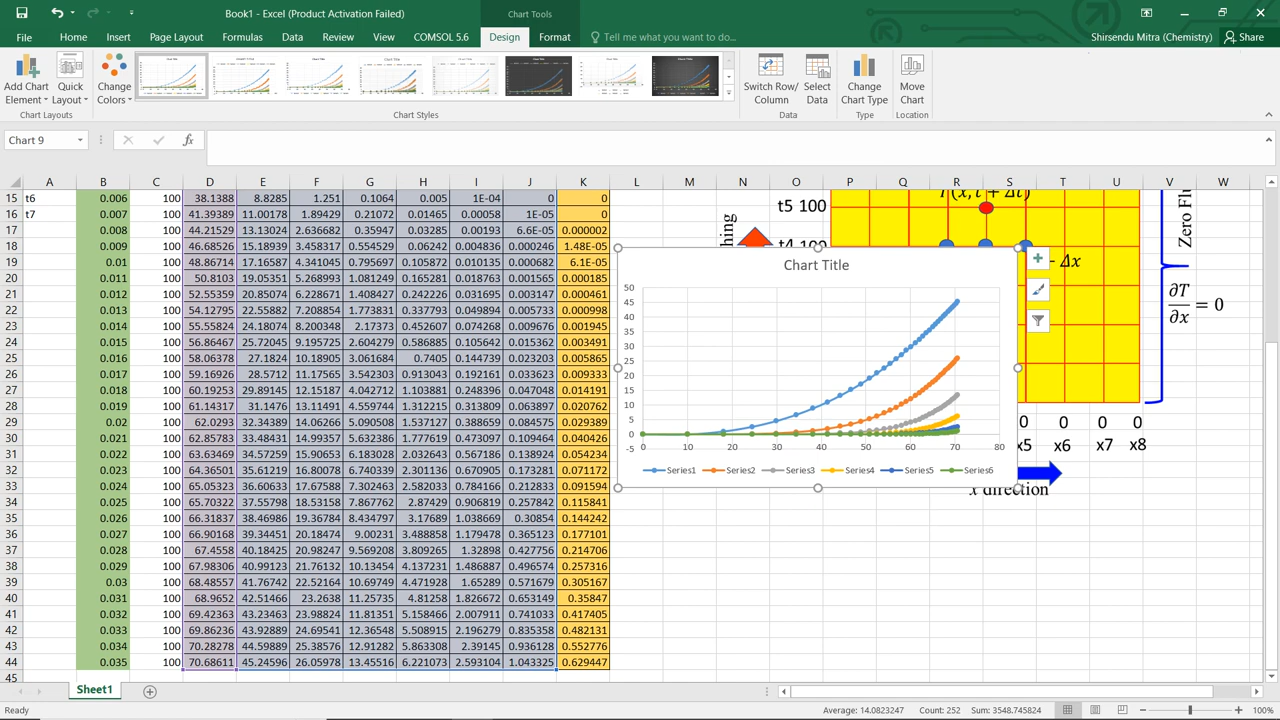 Book1 - Excel (Product Activation Failed)
Chart Tools
File Home Insert Page Layout Formulas Data Review View COMSOL 5.6 Design Format Tell me what you want to do... Shirsendu Mitra (Chemistry) Share
Add Chart Element Quick Layout Change Colors Switch Row/ Column Select Data Change Chart Type Move Chart
Chart Layouts Chart Styles Data Type Location
Chart 9 fx
A B C D E F G H I J K L M N O P Q R S T U V W
15 t6 0.006 100 38.1388 8.8285 1.251 0.1064 0.005 1E-04 0 0
16 t7 0.007 100 41.39389 11.00178 1.89429 0.21072 0.01465 0.00058 1E-05 0
17 0.008 100 44.21529 13.13024 2.632688 0.35947 0.03285 0.00193 6.6E-05 0.000002
18 0.009 100 46.68526 15.18939 3.458317 0.554529 0.06242 0.004836 0.000246 1.48E-05
19 0.01 100 48.86714 17.16587 4.341045 0.795697 0.105872 0.010135 0.000682 6.1E-05
20 0.011 100 50.8103 19.05351 5.268993 1.081249 0.165281 0.018763 0.001565 0.000185
21 0.012 100 52.55359 20.85074 6.228671 1.408427 0.242226 0.031695 0.003147 0.000461
22 0.013 100 54.12795 22.55882 7.208854 1.773831 0.337793 0.049894 0.005733 0.000998
23 0.014 100 55.55824 24.18074 8.200348 2.17373 0.452607 0.074268 0.009676 0.001945
24 0.015 100 56.86467 25.72045 9.195725 2.604279 0.586885 0.105642 0.015362 0.003491
25 0.016 100 58.06378 27.1824 10.18905 3.061684 0.7405 0.144739 0.023203 0.005865
26 0.017 100 59.16926 28.5712 11.17565 3.542303 0.913043 0.192161 0.033623 0.009333
27 0.018 100 60.19253 29.89145 12.15187 4.042712 1.103881 0.248396 0.047048 0.014191
28 0.019 100 61.14317 31.1476 13.11491 4.559744 1.312215 0.313809 0.063897 0.020762
29 0.02 100 62.0293 32.34389 14.06266 5.090508 1.537127 0.388659 0.084575 0.029389
30 0.021 100 62.85783 33.48431 14.99357 5.632386 1.777619 0.473097 0.109464 0.040426
31 0.022 100 63.63469 34.57259 15.90653 6.183028 2.032643 0.567186 0.138924 0.054234
32 0.023 100 64.36501 35.61219 16.80078 6.740339 2.301136 0.670905 0.173281 0.071172
33 0.024 100 65.05323 36.60633 17.67588 7.302463 2.582033 0.784166 0.212833 0.091594
34 0.025 100 65.70322 37.55798 18.53158 7.867762 2.87429 0.906819 0.257842 0.115841
35 0.026 100 66.31837 38.46986 19.36784 8.434797 3.17689 1.038669 0.30854 0.144242
36 0.027 100 66.90168 39.34451 20.18474 9.00231 3.488858 1.179478 0.365123 0.177101
37 0.028 100 67.4558 40.18425 20.98247 9.569208 3.809265 1.32898 0.427756 0.214706
38 0.029 100 67.98306 40.99123 21.76132 10.13454 4.137231 1.486887 0.496574 0.257316
39 0.03 100 68.48557 41.76742 22.52164 10.69749 4.471928 1.65289 0.571679 0.305167
40 0.031 100 68.9652 42.51466 23.2638 11.25735 4.81258 1.826672 0.653149 0.35847
41 0.032 100 69.42363 43.23463 23.98824 11.81351 5.158466 2.007911 0.741033 0.417405
42 0.033 100 69.86236 43.92889 24.69541 12.36548 5.508915 2.196279 0.835358 0.482131
43 0.034 100 70.28278 44.59889 25.38576 12.91282 5.863308 2.39145 0.936128 0.552776
44 0.035 100 70.68611 45.24596 26.05978 13.45516 6.221073 2.593104 1.043325 0.629447
45
t5 100
t4 100
T(x,t + Δt)
− Δx
Zero Fl
∂T/∂x = 0
Chart Title
50
45
40
35
30
25
20
15
10
5
0
-5
0 10 20 30 40 50 60 70 80
Series1 Series2 Series3 Series4 Series5 Series6
0 0 0 0
x5 x6 x7 x8
x direction
Sheet1
Ready Average: 14.0823247 Count: 252 Sum: 3548.745824 100%